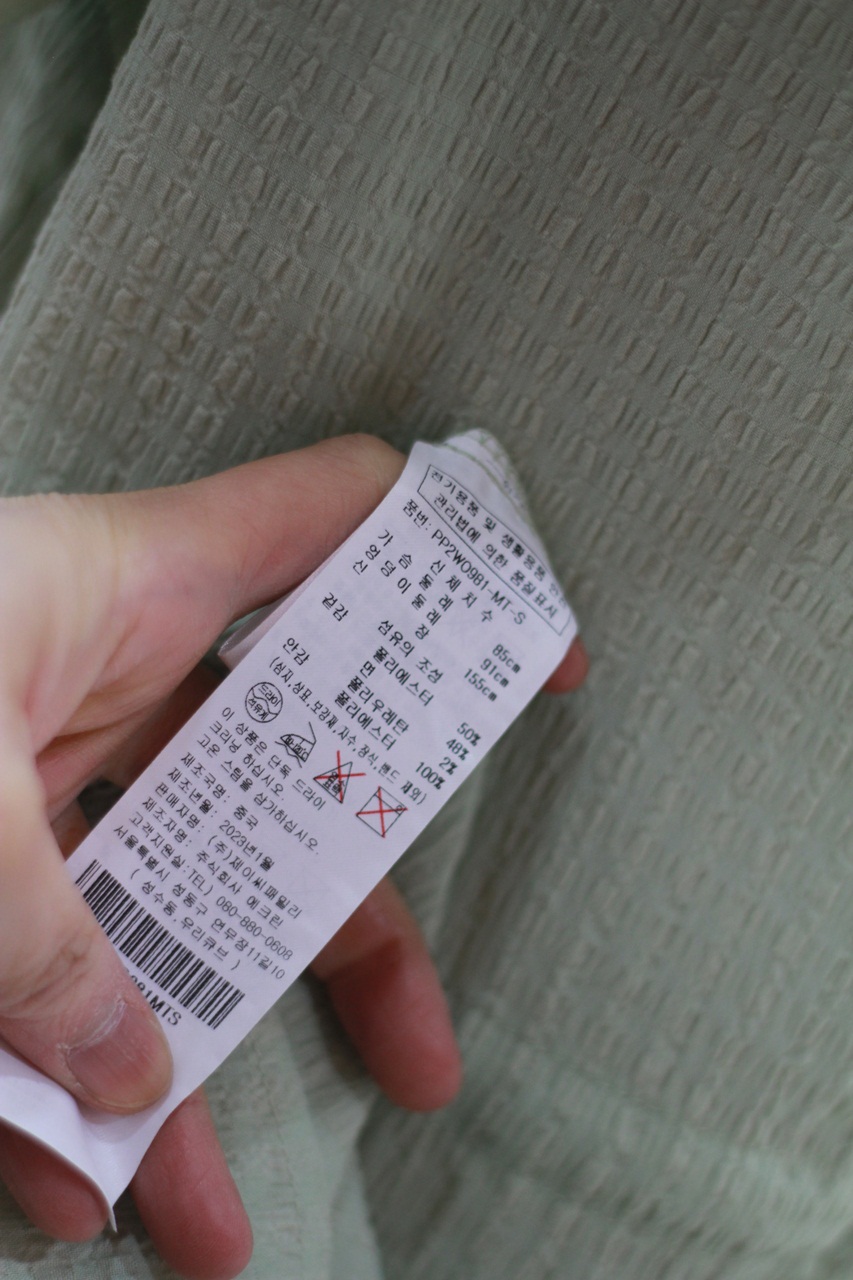 전기용품 및 생활용품 안전
관리법에 의한 품질표시
품번: PP2WO981-MT-S
신 체 치 수
가 슴 둘 레 85cm
엉 덩 이 둘 레 91cm
신 장 155cm
섬유의 조성
겉감 폴리에스터 50%
면 48%
폴리우레탄 2%
안감 폴리에스터 100%
(심지,상표,보강재,자수,장식,밴드 제외)
드라이
석유계
이 상품은 단독 드라이
크리닝 하십시오.
고온 스팀을 삼가하십시오.
제조국명: 중국
제조년월: 2023년1월
판매자명: (주)제이씨패밀리
제조자명: 주식회사 에크린
고객지원실:TEL) 080-880-0608
서울특별시 성동구 연무장11길10
( 성수동,우리큐브 )
981MTS